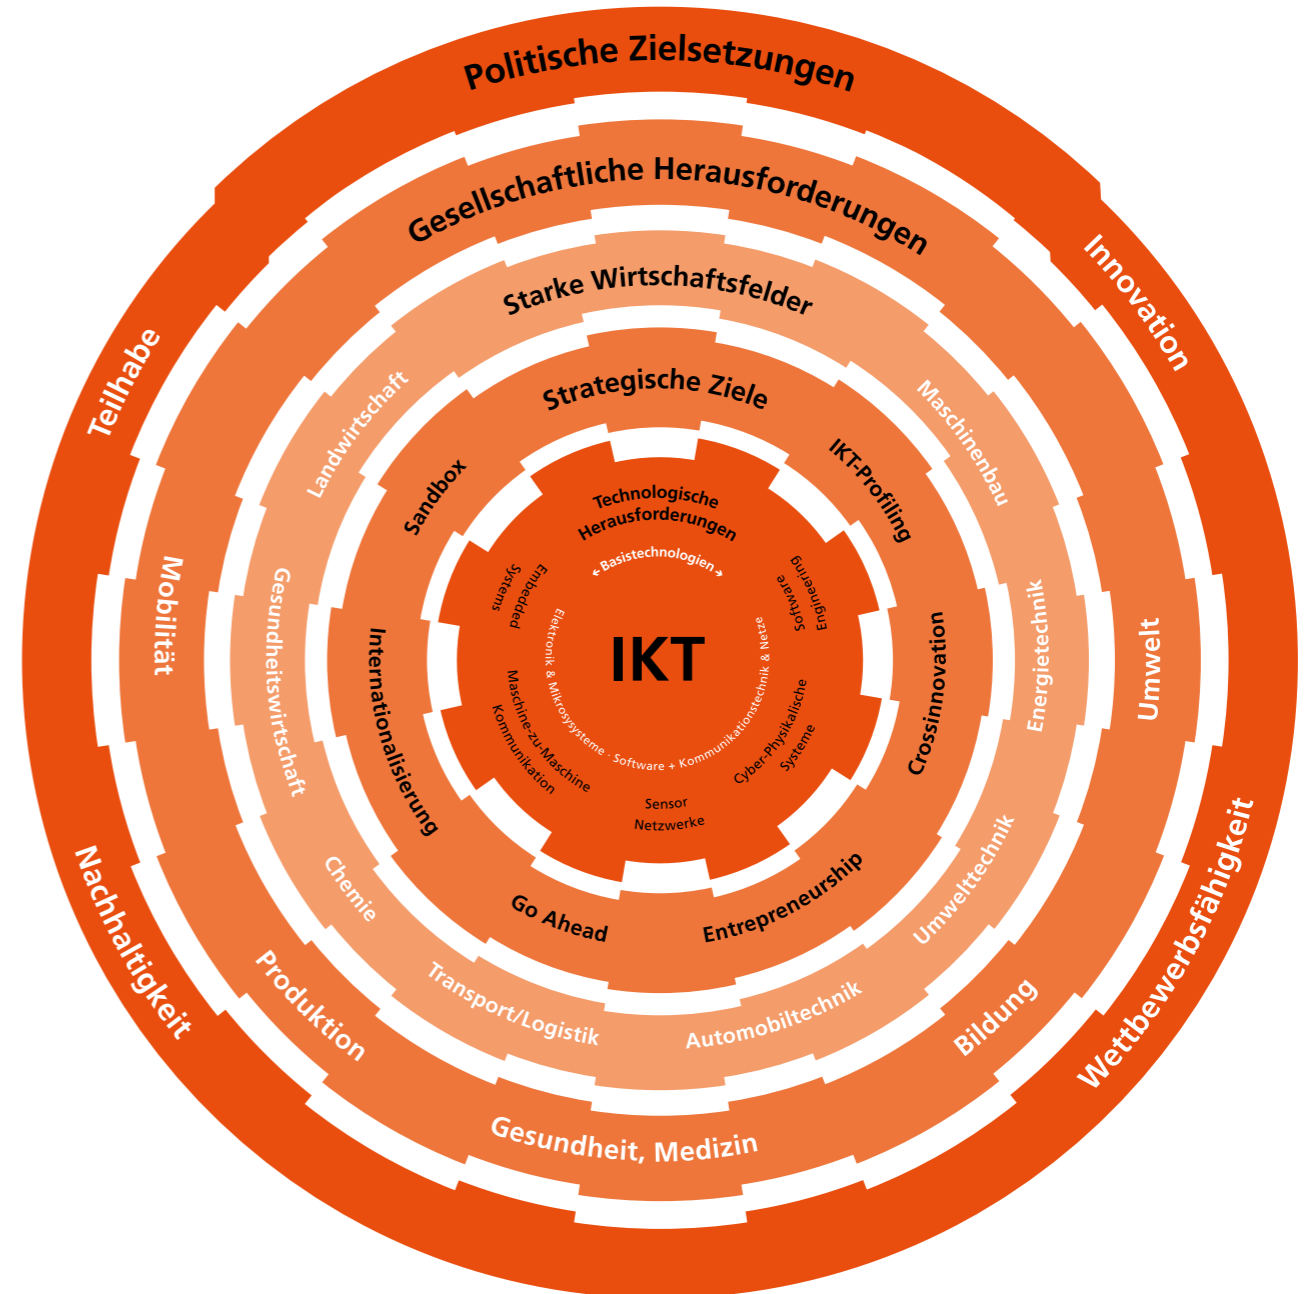 Politische Zielsetzungen
Innovation
Wettbewerbsfähigkeit
Nachhaltigkeit
Teilhabe
Gesellschaftliche Herausforderungen
Umwelt
Bildung
Gesundheit, Medizin
Produktion
Mobilität
Starke Wirtschaftsfelder
Maschinenbau
Energietechnik
Umwelttechnik
Automobiltechnik
Transport/Logistik
Chemie
Gesundheitswirtschaft
Landwirtschaft
Strategische Ziele
IKT-Profiling
Crossinnovation
Entrepreneurship
Go Ahead
Internationalisierung
Sandbox
Technologische
Herausforderungen
←Basistechnologien→
Software
Engineering
Cyber-Physikalische
Systeme
Sensor
Netzwerke
Maschine-zu-Maschine
Kommunikation
Embedded
Systems
Elektronik & Mikrosysysteme · Software + Kommunikationstechnik & Netze
IKT